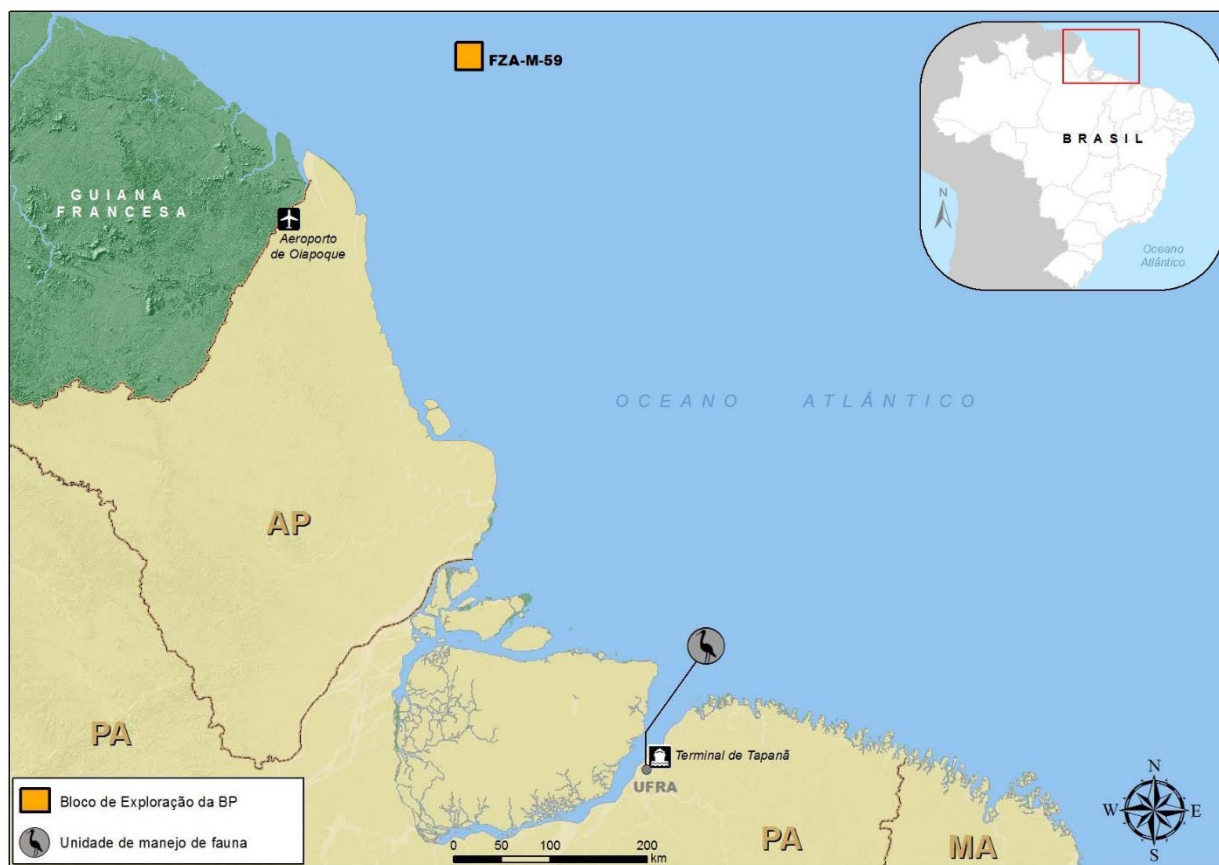 FZA-M-59
BRASIL
N
Oceano
Atlântico
GUIANA
FRANCESA
Aeroporto
de Oiapoque
OCEANO ATLÂNTICO
AP
PA
Terminal de Tapanã
UFRA
PA
MA
N
W E
S
Bloco de Exploração da BP
Unidade de manejo de fauna
0 50 100 200
km